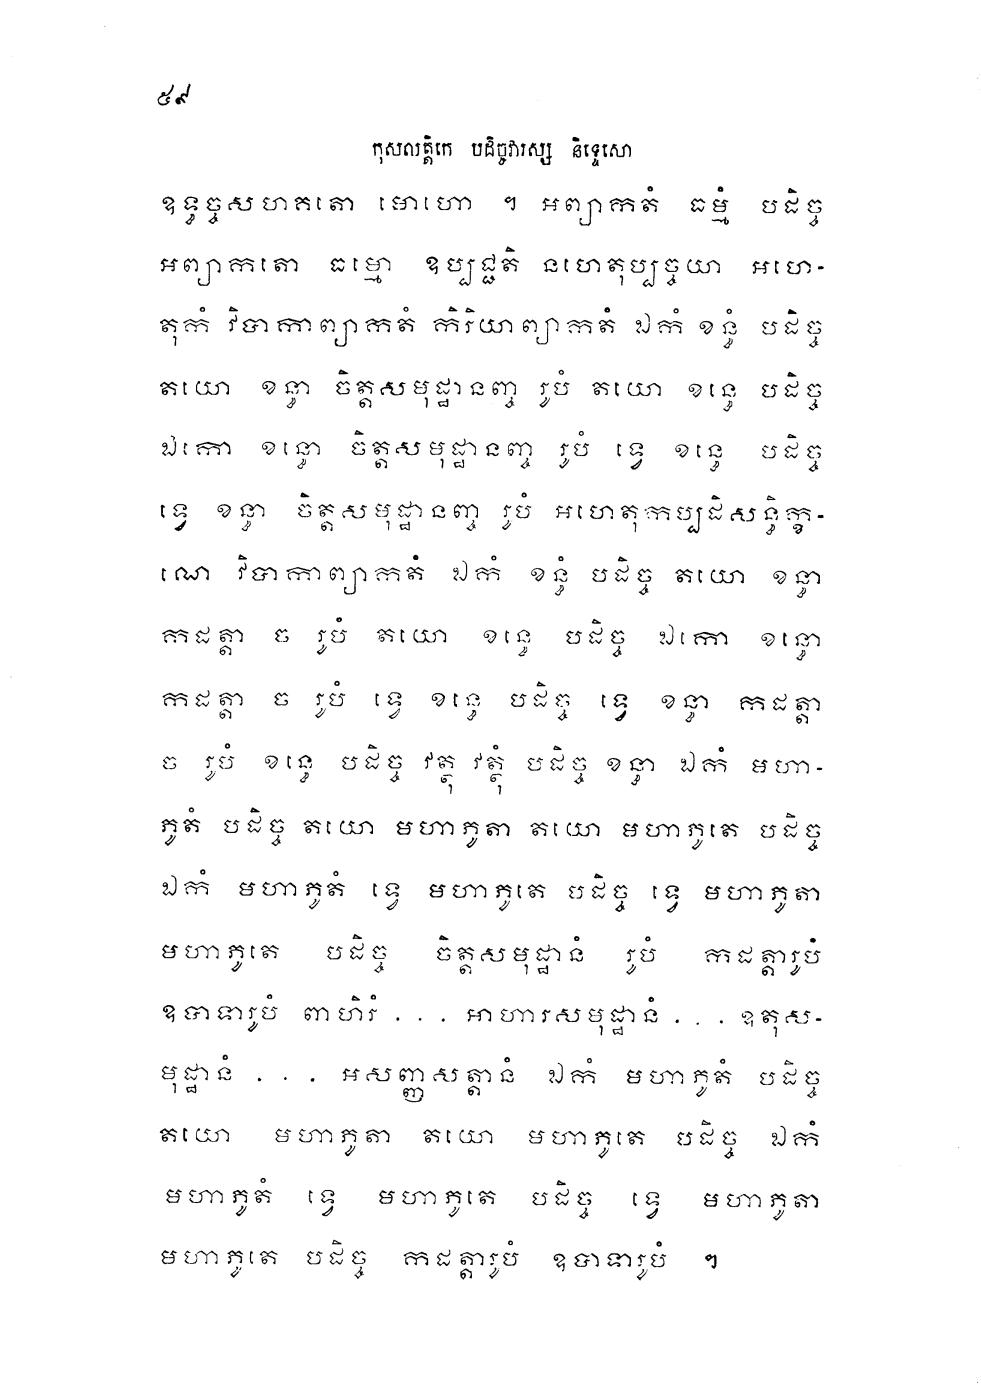 ៥៩
កុសលត្តិកេ បដិច្ចវារស្ស និទ្ទេសោ
ឧទ្ធច្ចសហគតោ មោហោ ។ អព្យាកតំ ធម្មំ បដិច្ច
អព្យាកតោ ធម្មោ ឧប្បជ្ជតិ នហេតុប្បច្ចយា អហេ-
តុកំ វិបាកាព្យាកតំ កិរិយាព្យាកតំ ឯកំ ខន្ធំ បដិច្ច
តយោ ខន្ធា ចិត្តសមុដ្ឋានញ្ច រូបំ តយោ ខន្ធេ បដិច្ច
ឯកោ ខន្ធោ ចិត្តសមុដ្ឋានញ្ច រូបំ ទ្វេ ខន្ធេ បដិច្ច
ទ្វេ ខន្ធា ចិត្តសមុដ្ឋានញ្ច រូបំ អហេតុកប្បដិសន្ធិក្ខ-
ណេ វិបាកាព្យាកតំ ឯកំ ខន្ធំ បដិច្ច តយោ ខន្ធា
កដត្តា ច រូបំ តយោ ខន្ធេ បដិច្ច ឯកោ ខន្ធោ
កដត្តា ច រូបំ ទ្វេ ខន្ធេ បដិច្ច ទ្វេ ខន្ធា កដត្តា
ច រូបំ ខន្ធេ បដិច្ច វត្ថុ វត្ថុំ បដិច្ច ខន្ធា ឯកំ មហា-
ភូតំ បដិច្ច តយោ មហាភូតា តយោ មហាភូតេ បដិច្ច
ឯកំ មហាភូតំ ទ្វេ មហាភូតេ បដិច្ច ទ្វេ មហាភូតា
មហាភូតេ បដិច្ច ចិត្តសមុដ្ឋានំ រូបំ កដត្តារូបំ
ឧបាទារូបំ ពាហិរំ . . . អាហារសមុដ្ឋានំ . . . ឧតុស-
មុដ្ឋានំ . . . អសញ្ញសត្តានំ ឯកំ មហាភូតំ បដិច្ច
តយោ មហាភូតា តយោ មហាភូតេ បដិច្ច ឯកំ
មហាភូតំ ទ្វេ មហាភូតេ បដិច្ច ទ្វេ មហាភូតា
មហាភូតេ បដិច្ច កដត្តារូបំ ឧបាទារូបំ ។